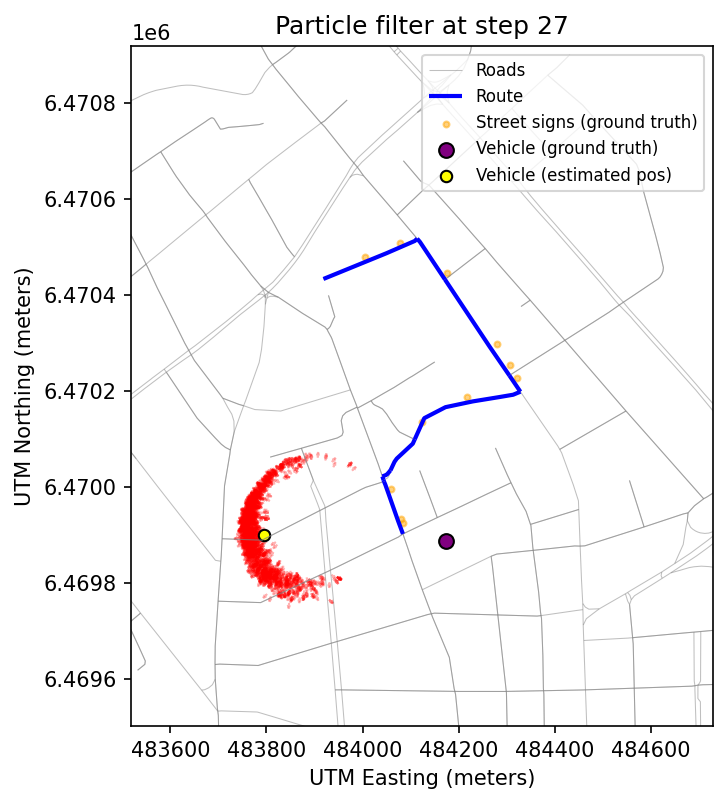 Particle filter at step 27
1e6
Roads
Route
Street signs (ground truth)
Vehicle (ground truth)
Vehicle (estimated pos)
6.4708
6.4706
6.4704
6.4702
6.4700
6.4698
6.4696
UTM Northing (meters)
483600 483800 484000 484200 484400 484600
UTM Easting (meters)